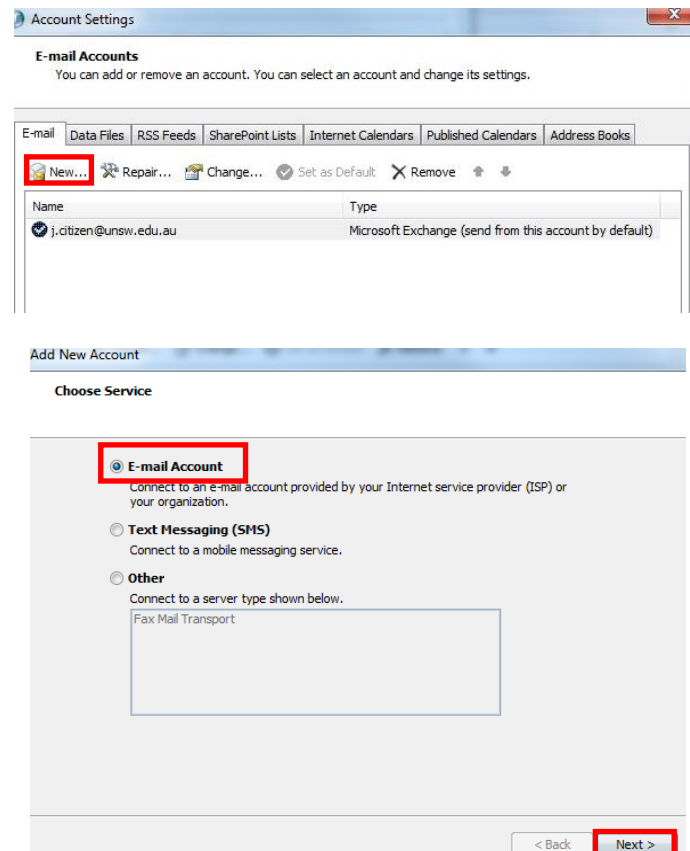 Account Settings
E-mail Accounts
You can add or remove an account. You can select an account and change its settings.
E-mail Data Files RSS Feeds SharePoint Lists Internet Calendars Published Calendars Address Books
New... Repair... Change... Set as Default Remove
Name Type
j.citizen@unsw.edu.au Microsoft Exchange (send from this account by default)
Add New Account
Choose Service
E-mail Account
Connect to an e-mail account provided by your Internet service provider (ISP) or
your organization.
Text Messaging (SMS)
Connect to a mobile messaging service.
Other
Connect to a server type shown below.
Fax Mail Transport
< Back Next >